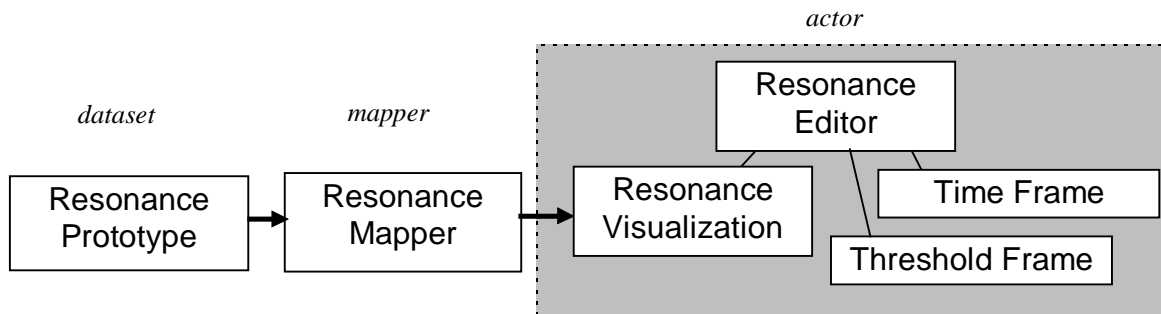 actor
dataset
mapper
Resonance
Prototype
Resonance
Mapper
Resonance
Editor
Resonance
Visualization
Time Frame
Threshold Frame